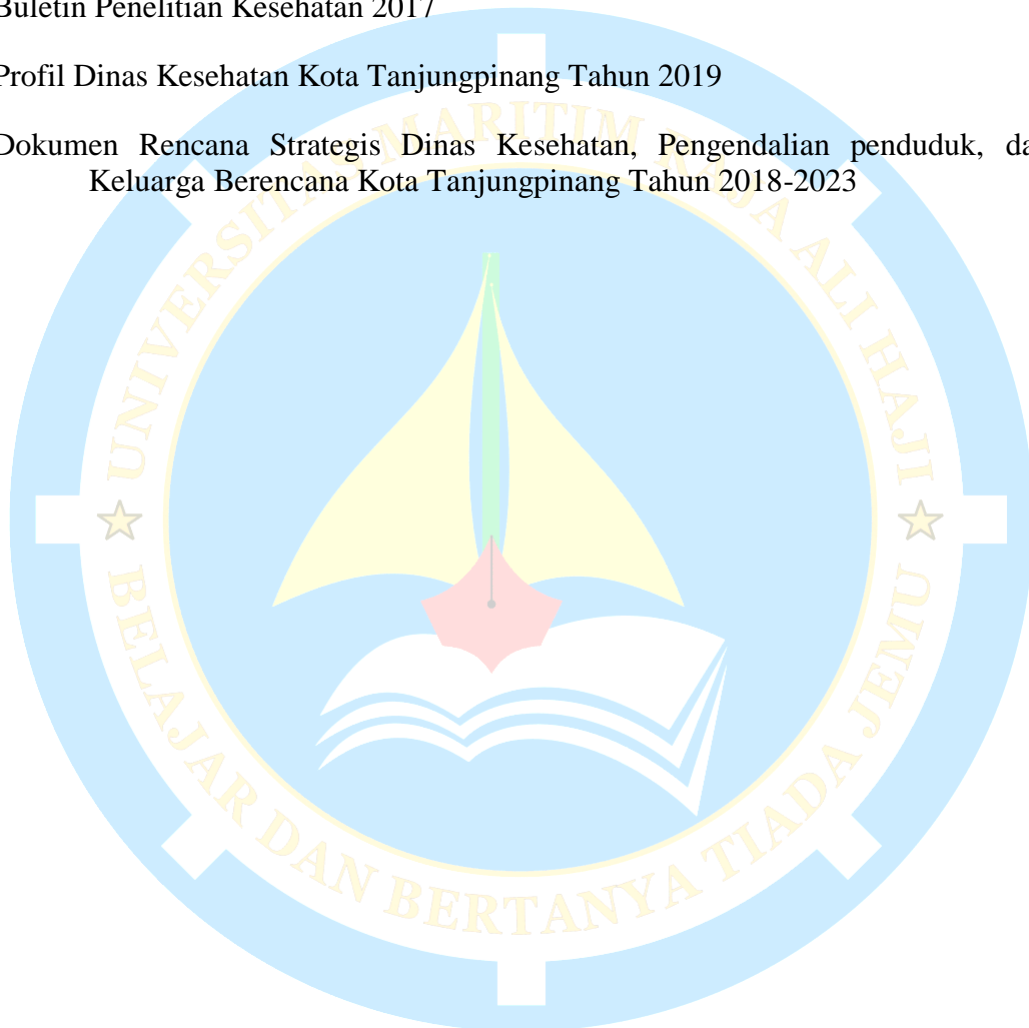 Buletin Penelitian Kesehatan 2017
Profil Dinas Kesehatan Kota Tanjungpinang Tahun 2019
Dokumen Rencana Strategis Dinas Kesehatan, Pengendalian penduduk, da
Keluarga Berencana Kota Tanjungpinang Tahun 2018-2023
UNIVERSITAS MARITIM RAJA ALI HAJI
BELAJAR DAN BERTANYA TIADA JEMU